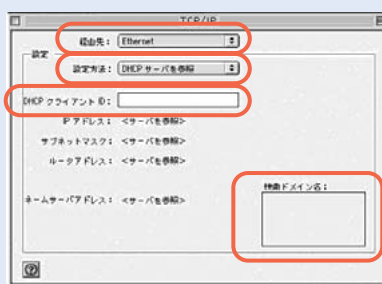 TCP/IP
経由先： Ethernet
設定
設定方法： DHCP サーバを参照
DHCP クライアント ID：
IP アドレス： <サーバを参照>
サブネットマスク： <サーバを参照>
ルータアドレス： <サーバを参照>
検索ドメイン名：
ネームサーバアドレス： <サーバを参照>
?